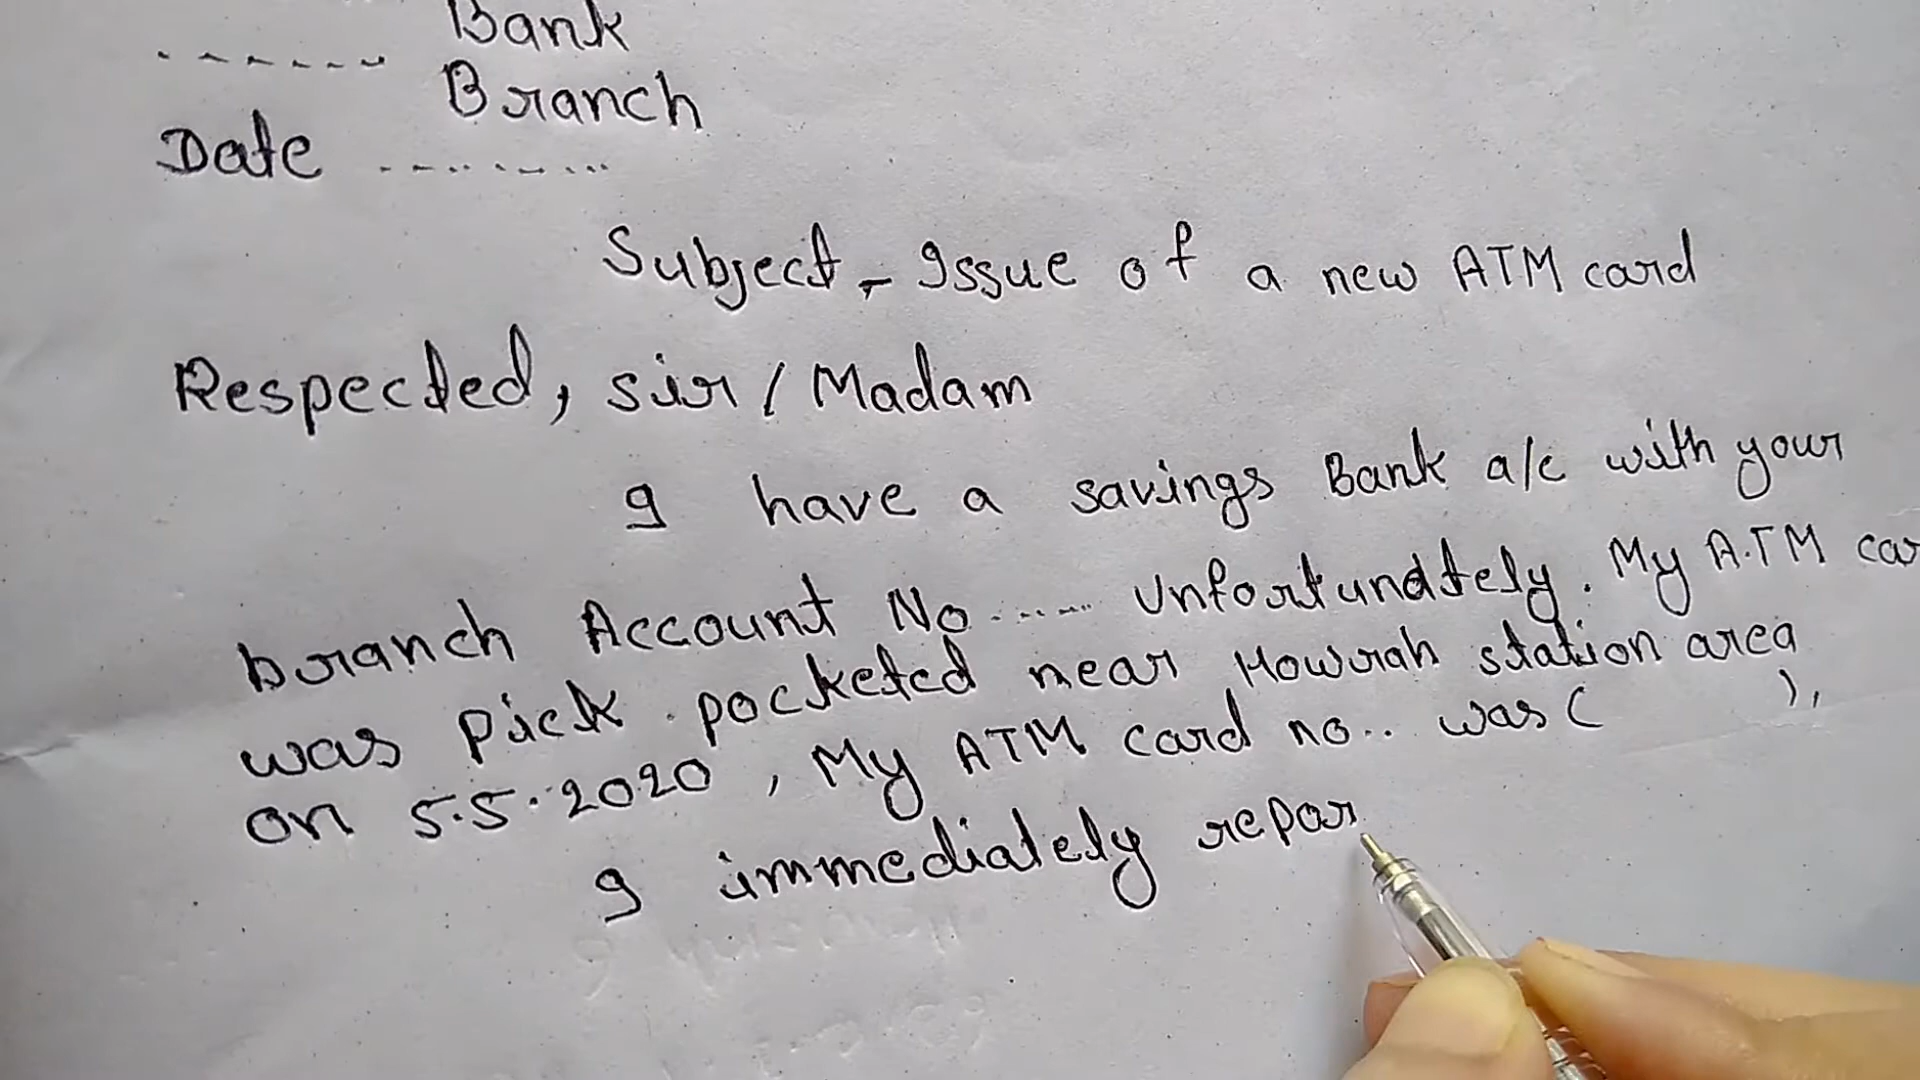 Bank
....... Branch
Date ..........
Subject - Issue of a new ATM card
Respected, sir / Madam
I have a savings Bank a/c with your
branch Account No ...... Unfortundtely. My A.TM car
was pick pocketed near Howrah station area
on 5.5.2020, My ATM card no.. was ( ),
I immediately repor